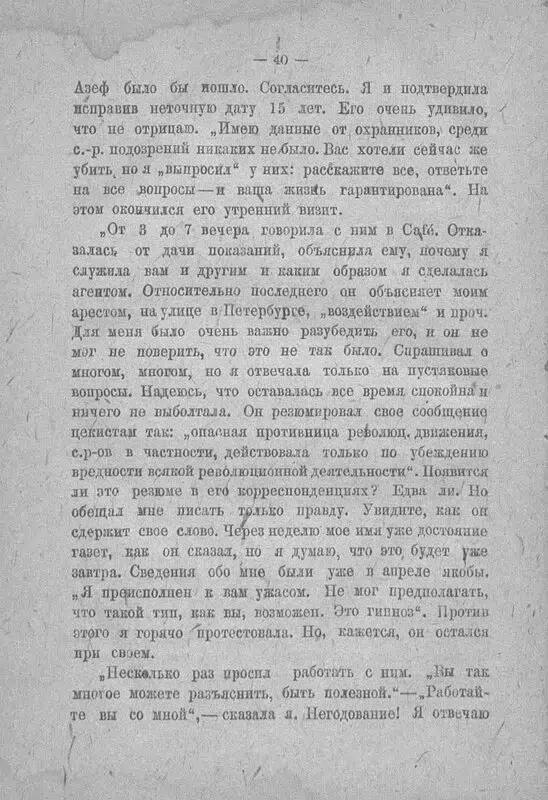 — 40 —
Азеф было бы пошло. Согласитесь. Я и подтвердила
исправив неточную дату 15 лет. Его очень удивило,
что не отрицаю. „Имею данные от охранников, среди
с.-р. подозрений никаких не было. Вас хотели сейчас же
убить, но я „выпросил“ у них: расскажите все, ответьте
на все вопросы—и ваша жизнь гарантирована“. На
этом окончился его утренний визит.
„От 3 до 7 вечера говорила с ним в Café. Отка-
залась от дачи показаний, объяснила ему, почему я
служила вам и другим и каким образом я сделалась
агентом. Относительно последнего он объясняет моим
арестом, на улице в Петербурге, „воздействием“ и проч.
Для меня было очень важно разубедить его, и он не
мог не поверить, что это не так было. Спрашивал о
многом, многом, но я отвечала только на пустяковые
вопросы. Надеюсь, что оставалась все время спокойна и
ничего не выболтала. Он резюмировал свое сообщение
цекистам так: „опасная противница революц. движения,
с.р-ов в частности, действовала только по убеждению
вредности всякой революционной деятельности“. Появится
ли это резюме в его корреспонденциях? Едва ли. Но
обещал мне писать только правду. Увидите, как он
сдержит свое слово. Через неделю мое имя уже достояние
газет, как он сказал, но я думаю, что это будет уже
завтра. Сведения обо мне были уже в апреле якобы.
„Я преисполнен к вам ужасом. Не мог предполагать,
что такой тип, как вы, возможен. Это гипноз“. Против
этого я горячо протестовала. Но, кажется, он остался
при своем.
„Несколько раз просил работать с ним. „Вы так
многое можете разъяснить, быть полезной.“—„Работай-
те вы со мной“,—сказала я. Негодование! Я отвечаю